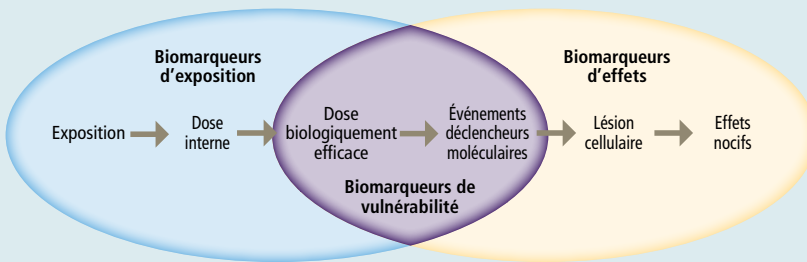 Biomarqueurs
d'exposition
Biomarqueurs
d'effets
Exposition
Dose
interne
Dose
biologiquement
efficace
Événements
déclencheurs
moléculaires
Lésion
cellulaire
Effets
nocifs
Biomarqueurs de
vulnérabilité